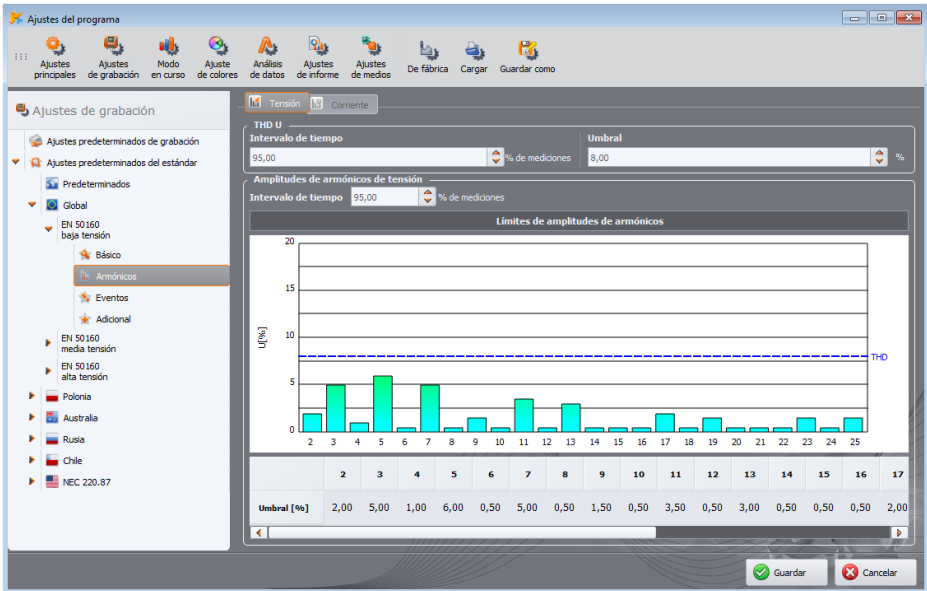 Ajustes del programa
Ajustes principales
Ajustes de grabación
Modo en curso
Ajuste de colores
Análisis de datos
Ajustes de informe
Ajustes de medios
De fábrica
Cargar
Guardar como
Ajustes de grabación
Ajustes predeterminados de grabación
Ajustes predeterminados del estándar
Predeterminados
Global
EN 50160
baja tensión
Básico
Armónicos
Eventos
Adicional
EN 50160
media tensión
EN 50160
alta tensión
Polonia
Australia
Rusia
Chile
NEC 220.87
Tensión
Corriente
THD U
Intervalo de tiempo
Umbral
95,00
% de mediciones
8,00
%
Amplitudes de armónicos de tensión
Intervalo de tiempo 95,00 % de mediciones
Límites de amplitudes de armónicos
20
15
10
5
0
U[%]
THD
2 3 4 5 6 7 8 9 10 11 12 13 14 15 16 17 18 19 20 21 22 23 24 25
2 3 4 5 6 7 8 9 10 11 12 13 14 15 16 17
Umbral [%] 2,00 5,00 1,00 6,00 0,50 5,00 0,50 1,50 0,50 3,50 0,50 3,00 0,50 0,50 0,50 2,00
Guardar
Cancelar